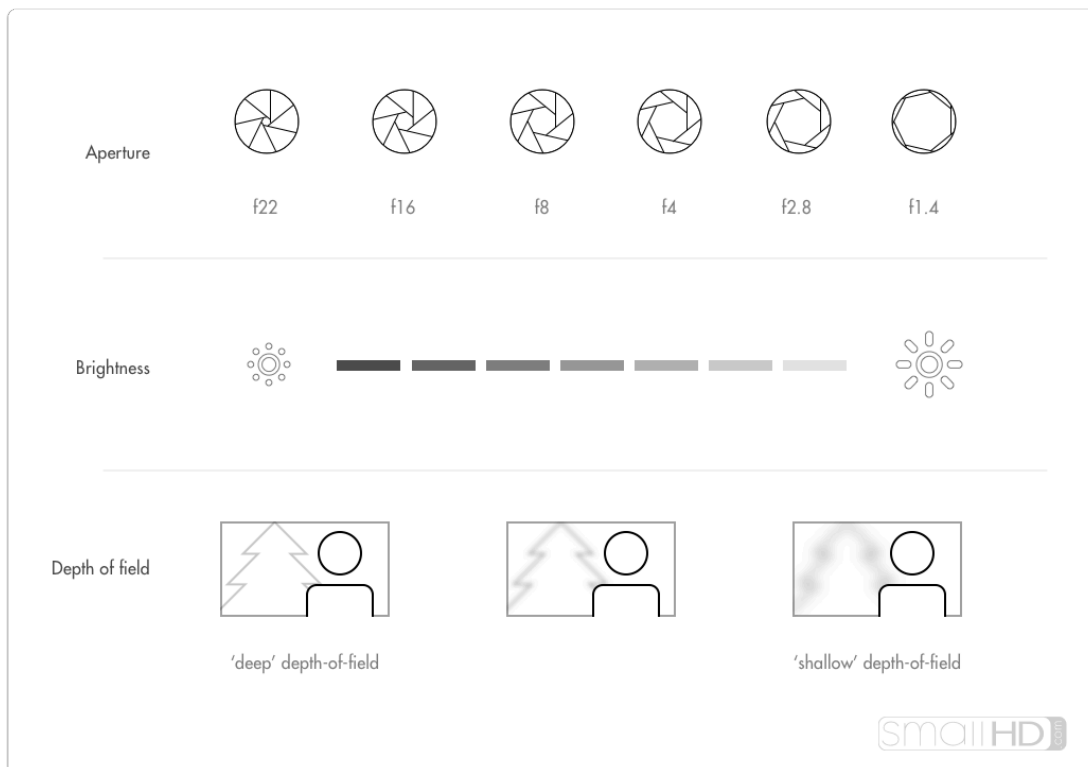 Aperture
f22
f16
f8
f4
f2.8
f1.4
Brightness
Depth of field
‘deep’ depth-of-field
‘shallow’ depth-of-field
smallHD.com